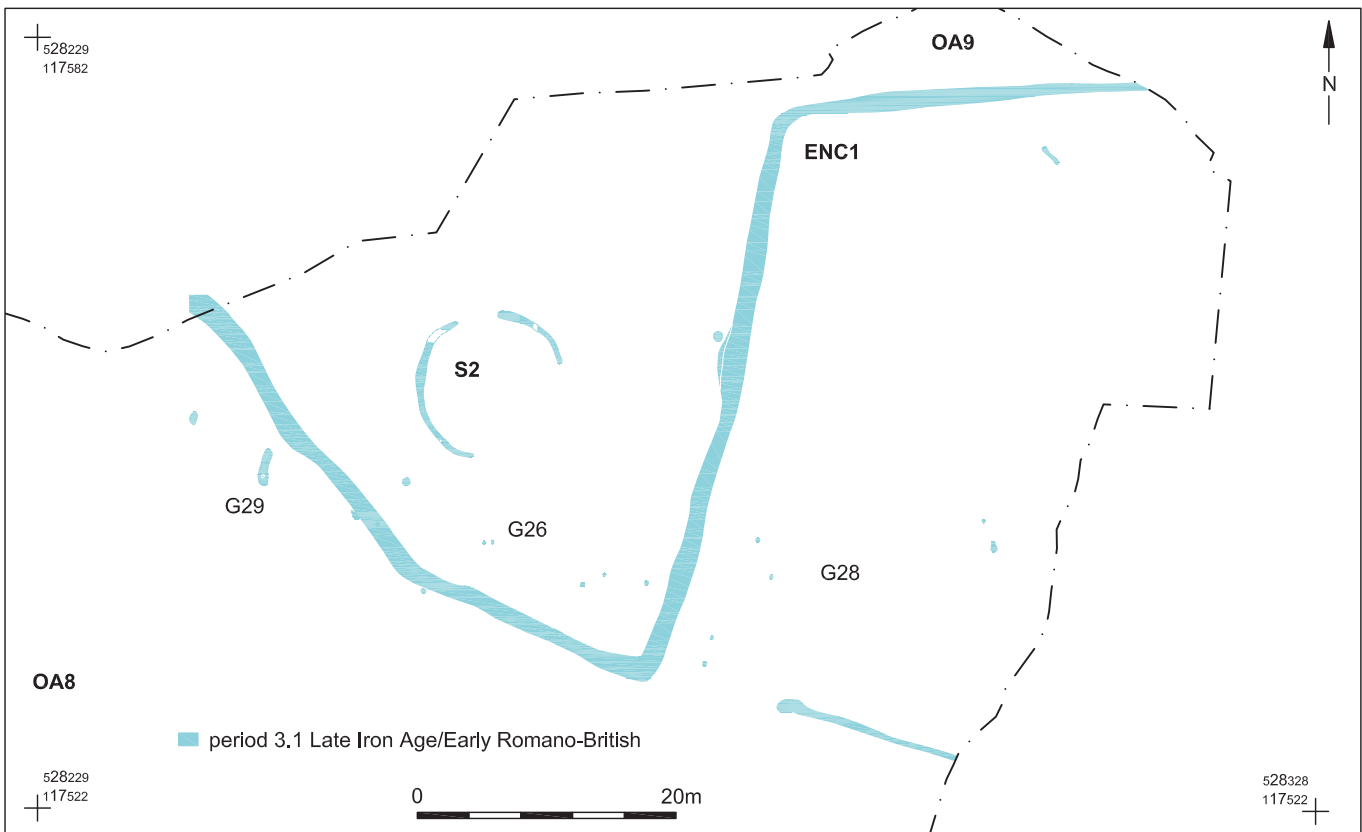 528229
117582
OA9
N
ENC1
S2
G29
G26
G28
OA8
period 3.1 Late Iron Age/Early Romano-British
528229
117522
0 20m
528328
117522